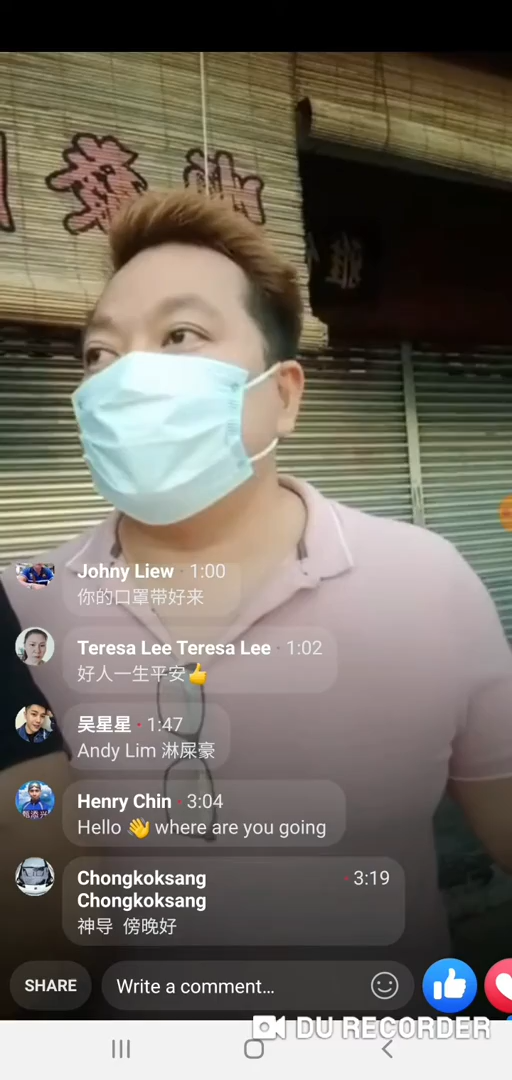 發
雅
Johny Liew · 1:00
你的口罩带好来
Teresa Lee Teresa Lee · 1:02
好人一生平安👍
吴星星 · 1:47
Andy Lim 淋屎豪
Henry Chin · 3:04
Hello 👋 where are you going
Chongkoksang Chongkoksang · 3:19
神导 傍晚好
SHARE
Write a comment…
DU RECORDER